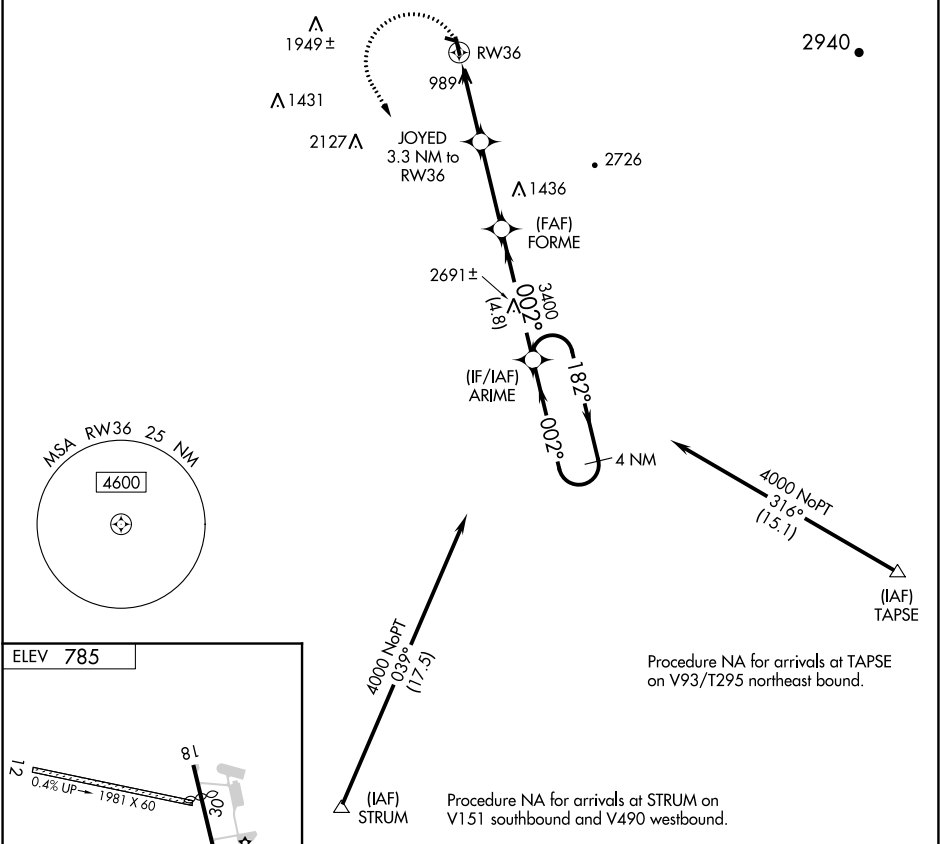 1949±
RW36
2940
989
1431
2127
JOYED
3.3 NM to
RW36
2726
1436
(FAF)
FORME
2691±
3400
002°
(4.8)
(IF/IAF)
ARIME
182°
002°
4 NM
MSA RW36 25 NM
4600
4000 NoPT
316°
(15.1)
(IAF)
TAPSE
4000 NoPT
039°
(17.5)
Procedure NA for arrivals at TAPSE
on V93/T295 northeast bound.
ELEV 785
18
12
0.4% UP
1981 X 60
30
(IAF)
STRUM
Procedure NA for arrivals at STRUM on
V151 southbound and V490 westbound.